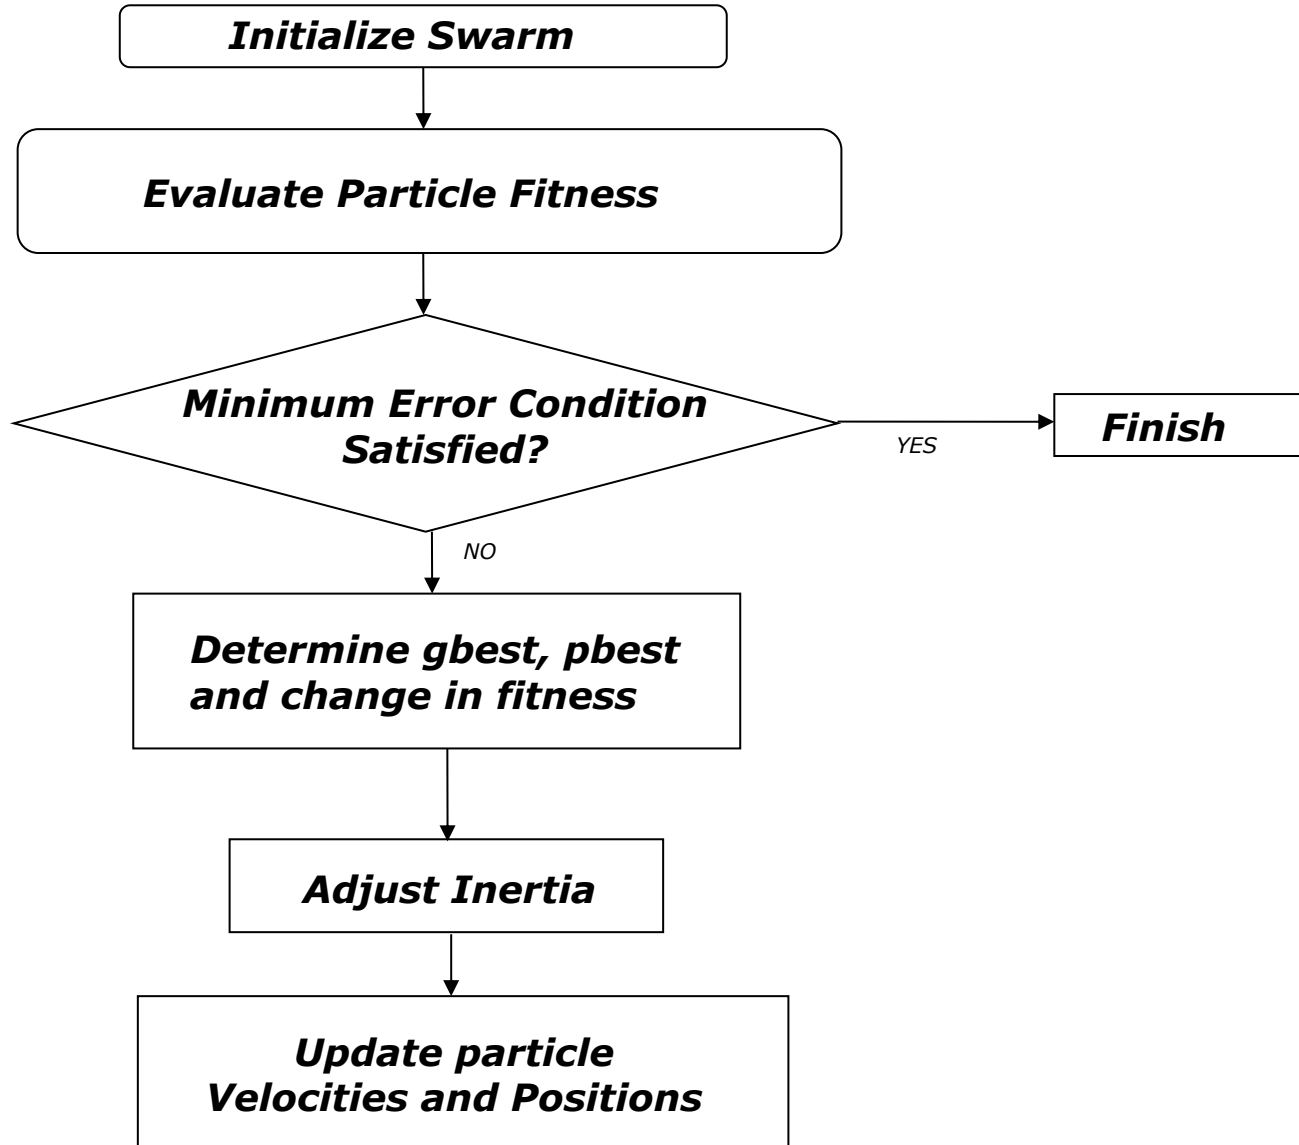 Initialize Swarm
Evaluate Particle Fitness
Minimum Error Condition
Satisfied?
YES
Finish
NO
Determine gbest, pbest
and change in fitness
Adjust Inertia
Update particle
Velocities and Positions